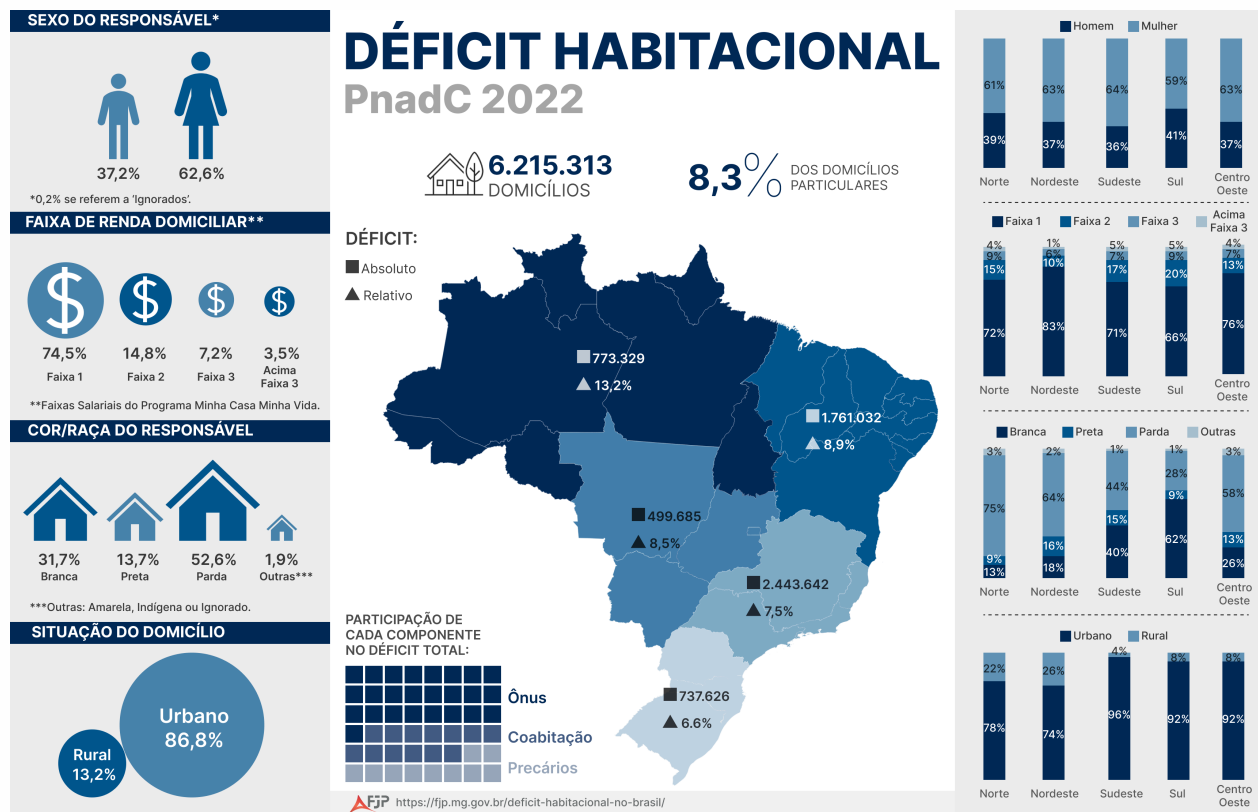 SEXO DO RESPONSÁVEL*
37,2%
62,6%
*0,2% se referem a ‘Ignorados’.
FAIXA DE RENDA DOMICILIAR**
$ $ $ $
74,5% 14,8% 7,2% 3,5%
Faixa 1 Faixa 2 Faixa 3 Acima
Faixa 3
**Faixas Salariais do Programa Minha Casa Minha Vida.
COR/RAÇA DO RESPONSÁVEL
31,7% 13,7% 52,6% 1,9%
Branca Preta Parda Outras***
***Outras: Amarela, Indígena ou Ignorado.
SITUAÇÃO DO DOMICÍLIO
Urbano
86,8%
Rural
13,2%
DÉFICIT HABITACIONAL
PnadC 2022
6.215.313
DOMICÍLIOS
8,3%
DOS DOMICÍLIOS
PARTICULARES
DÉFICIT:
Absoluto
Relativo
773.329
13,2%
1.761.032
8,9%
499.685
8,5%
2.443.642
7,5%
737.626
6.6%
PARTICIPAÇÃO DE
CADA COMPONENTE
NO DÉFICIT TOTAL:
Ônus
Coabitação
Precários
FJP
https://fjp.mg.gov.br/deficit-habitacional-no-brasil/
Homem Mulher
61% 63% 64% 59% 63%
39% 37% 36% 41% 37%
Norte Nordeste Sudeste Sul Centro
Oeste
Faixa 1 Faixa 2 Faixa 3 Acima
Faixa 3
4% 1% 5% 5% 4%
9% 6% 7% 9% 7%
15% 10% 17% 20% 13%
72% 83% 71% 66% 76%
Norte Nordeste Sudeste Sul Centro
Oeste
Branca Preta Parda Outras
3% 2% 1% 1% 3%
75% 64% 44% 28% 58%
9% 16% 15% 9% 13%
13% 18% 40% 62% 26%
Norte Nordeste Sudeste Sul Centro
Oeste
Urbano Rural
22% 26% 4% 8% 8%
78% 74% 96% 92% 92%
Norte Nordeste Sudeste Sul Centro
Oeste